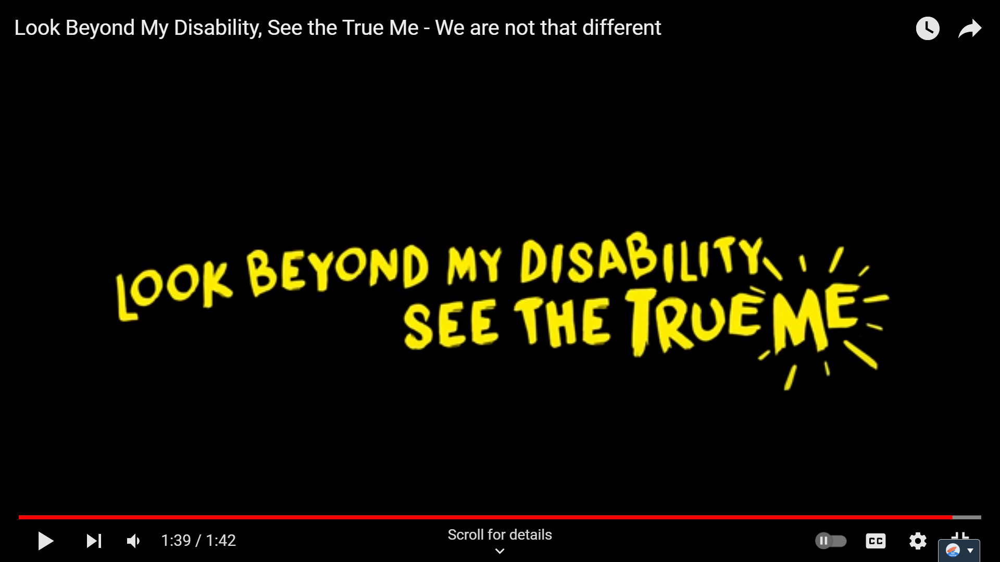 Look Beyond My Disability, See the True Me - We are not that different
LOOK BEYOND MY DISABILITY
SEE THE TRUE ME
1:39 / 1:42
Scroll for details
CC